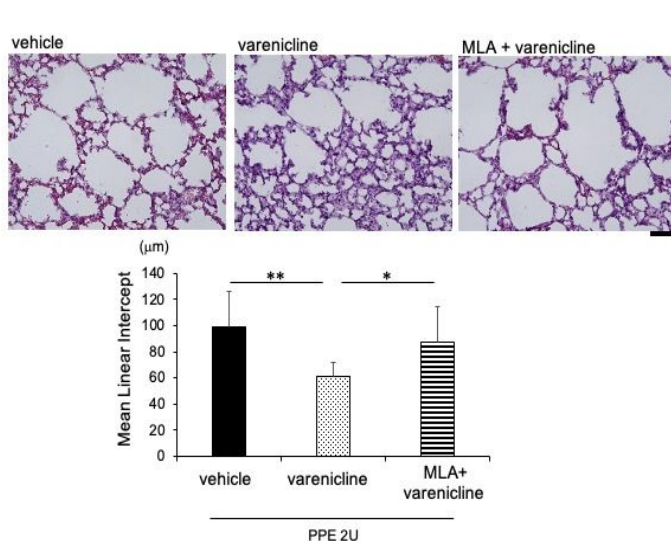 vehicle
varenicline
MLA + varenicline
(μm)
Mean Linear Intercept
140
120
100
80
60
40
20
0
**
*
vehicle
varenicline
MLA+
varenicline
PPE 2U